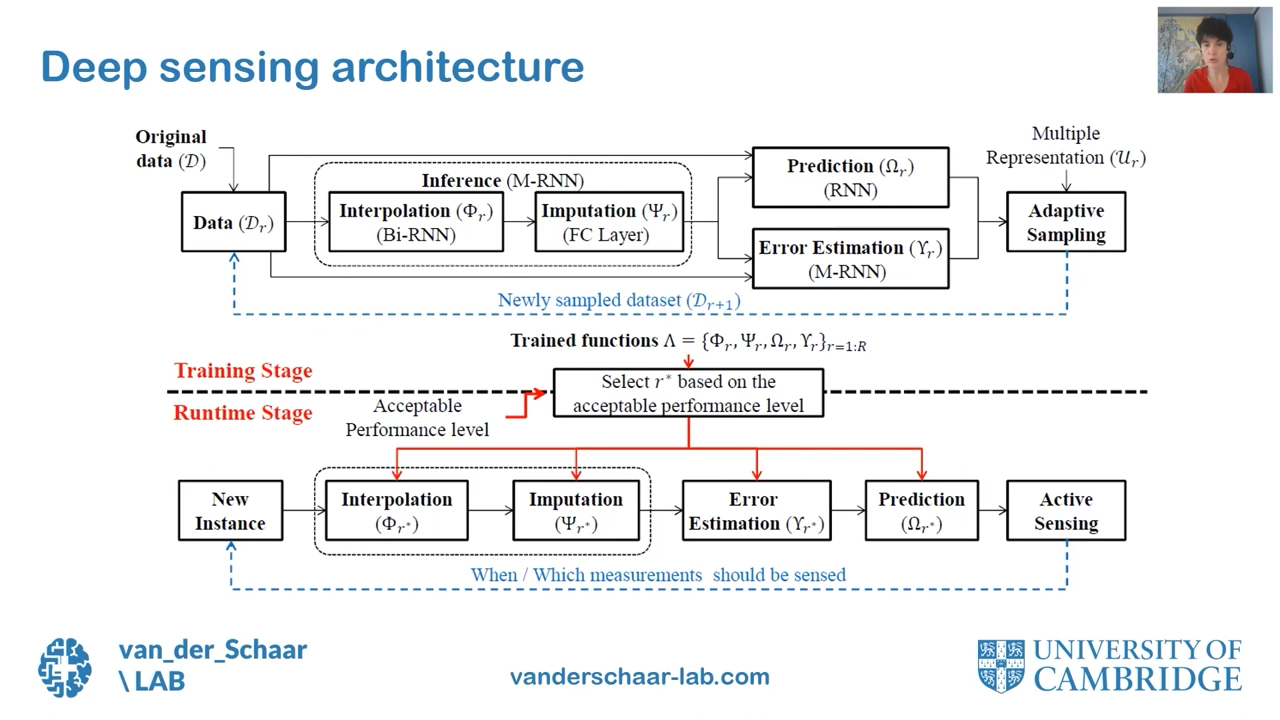 Deep sensing architecture
Original
data (𝒟)
Multiple
Representation (𝒰ᵣ)
Inference (M-RNN)
Prediction (Ωᵣ)
(RNN)
Data (𝒟ᵣ)
Interpolation (Φᵣ)
(Bi-RNN)
Imputation (Ψᵣ)
(FC Layer)
Adaptive
Sampling
Error Estimation (ϒᵣ)
(M-RNN)
Newly sampled dataset (𝒟ᵣ₊₁)
Trained functions Λ = {Φᵣ, Ψᵣ, Ωᵣ, ϒᵣ}ᵣ₌₁:R
Training Stage
Select r* based on the
acceptable performance level
Runtime Stage
Acceptable
Performance level
New
Instance
Interpolation
(Φᵣ*)
Imputation
(Ψᵣ*)
Error
Estimation (ϒᵣ*)
Prediction
(Ωᵣ*)
Active
Sensing
When / Which measurements should be sensed
van_der_Schaar
\ LAB
vanderschaar-lab.com
UNIVERSITY OF
CAMBRIDGE